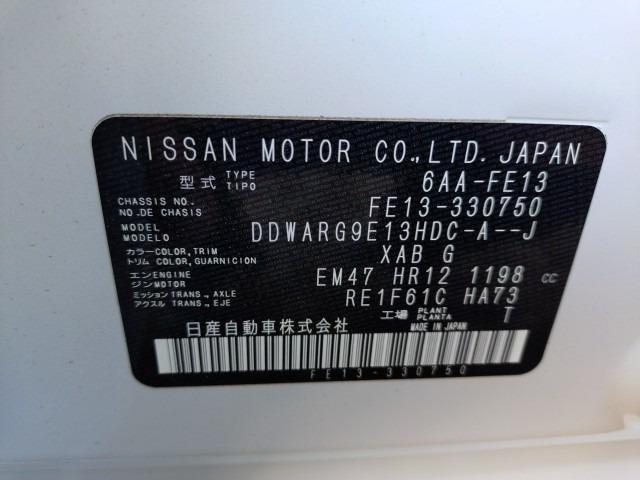 NISSAN MOTOR CO.,LTD. JAPAN
型式 TYPE TIPO 6AA-FE13
CHASSIS NO. NO.DE CHASIS FE13-330750
MODEL MODELO DDWARG9E13HDC-A--J
カラー COLOR, TRIM トリム COLOR, GUARNICION XAB G
エンジン ENGINE MOTOR EM47 HR12 1198 CC
ミッション TRANS., AXLE アクスル TRANS., EJE RE1F61C HA73
工場 PLANT PLANTA T
日産自動車株式会社 MADE IN JAPAN
FE13-330750